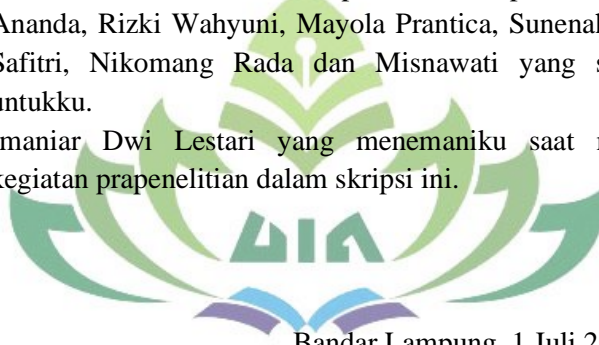 Ananda, Rizki Wahyuni, Mayola Prantica, Sunenah
Safitri, Nikomang Rada dan Misnawati yang s
untukku.
maniar Dwi Lestari yang menemaniku saat
kegiatan prapenelitian dalam skripsi ini.
UIN
Bandar Lampung, 1 Juli 2